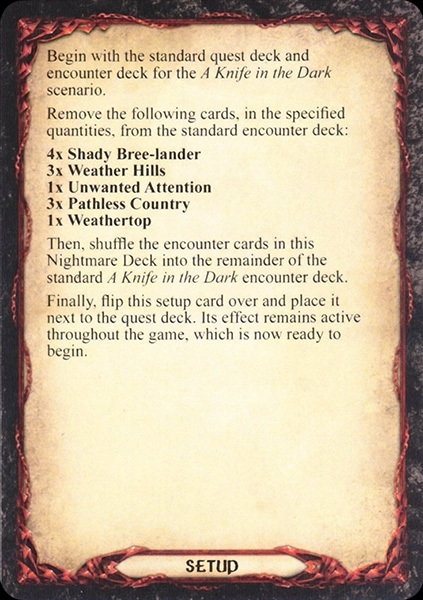 Begin with the standard quest deck and
encounter deck for the A Knife in the Dark
scenario.
Remove the following cards, in the specified
quantities, from the standard encounter deck:
4x Shady Bree-lander
3x Weather Hills
1x Unwanted Attention
3x Pathless Country
1x Weathertop
Then, shuffle the encounter cards in this
Nightmare Deck into the remainder of the
standard A Knife in the Dark encounter deck.
Finally, flip this setup card over and place it
next to the quest deck. Its effect remains active
throughout the game, which is now ready to
begin.
SETUP